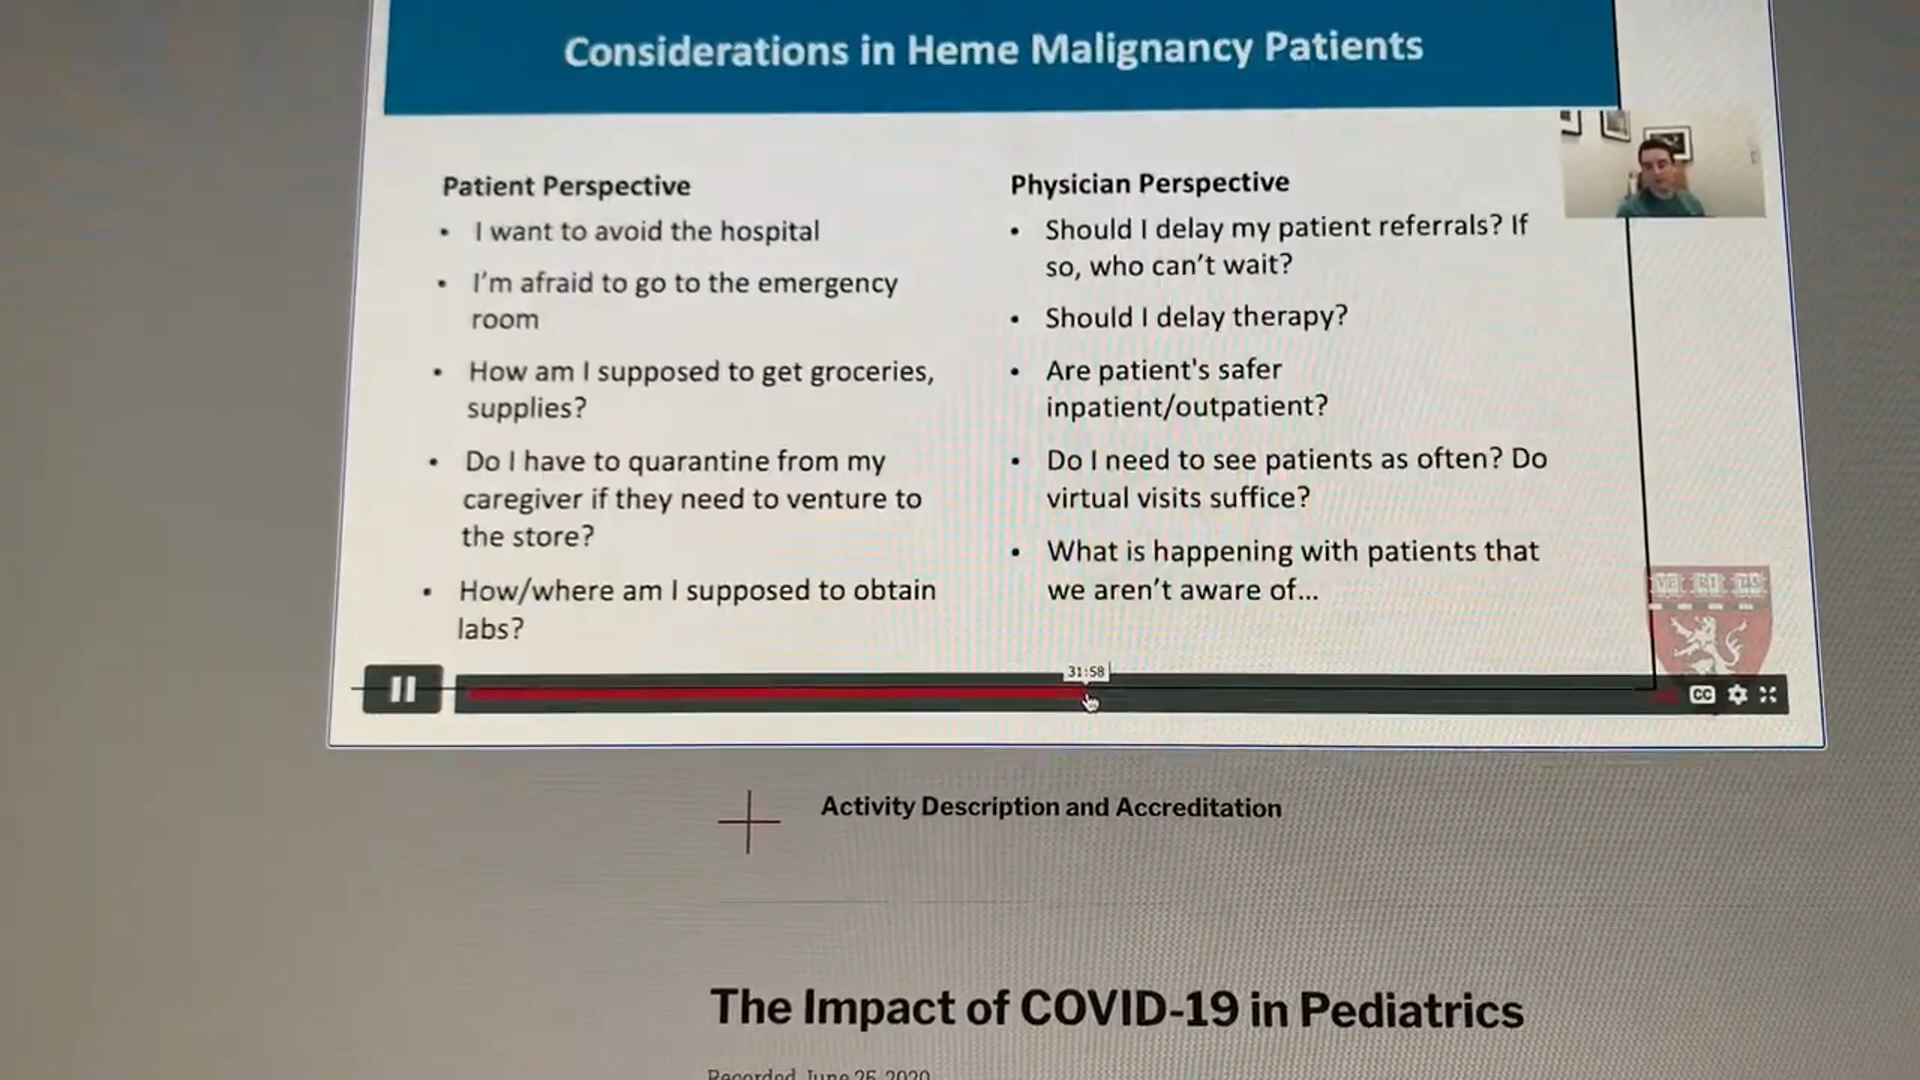 Considerations in Heme Malignancy Patients
Patient Perspective
• I want to avoid the hospital
• I'm afraid to go to the emergency
room
• How am I supposed to get groceries,
supplies?
• Do I have to quarantine from my
caregiver if they need to venture to
the store?
• How/where am I supposed to obtain
labs?
Physician Perspective
• Should I delay my patient referrals? If
so, who can't wait?
• Should I delay therapy?
• Are patient's safer
inpatient/outpatient?
• Do I need to see patients as often? Do
virtual visits suffice?
• What is happening with patients that
we aren't aware of...
VE RI TAS
31:58
CC
Activity Description and Accreditation
The Impact of COVID-19 in Pediatrics
Recorded June 25, 2020